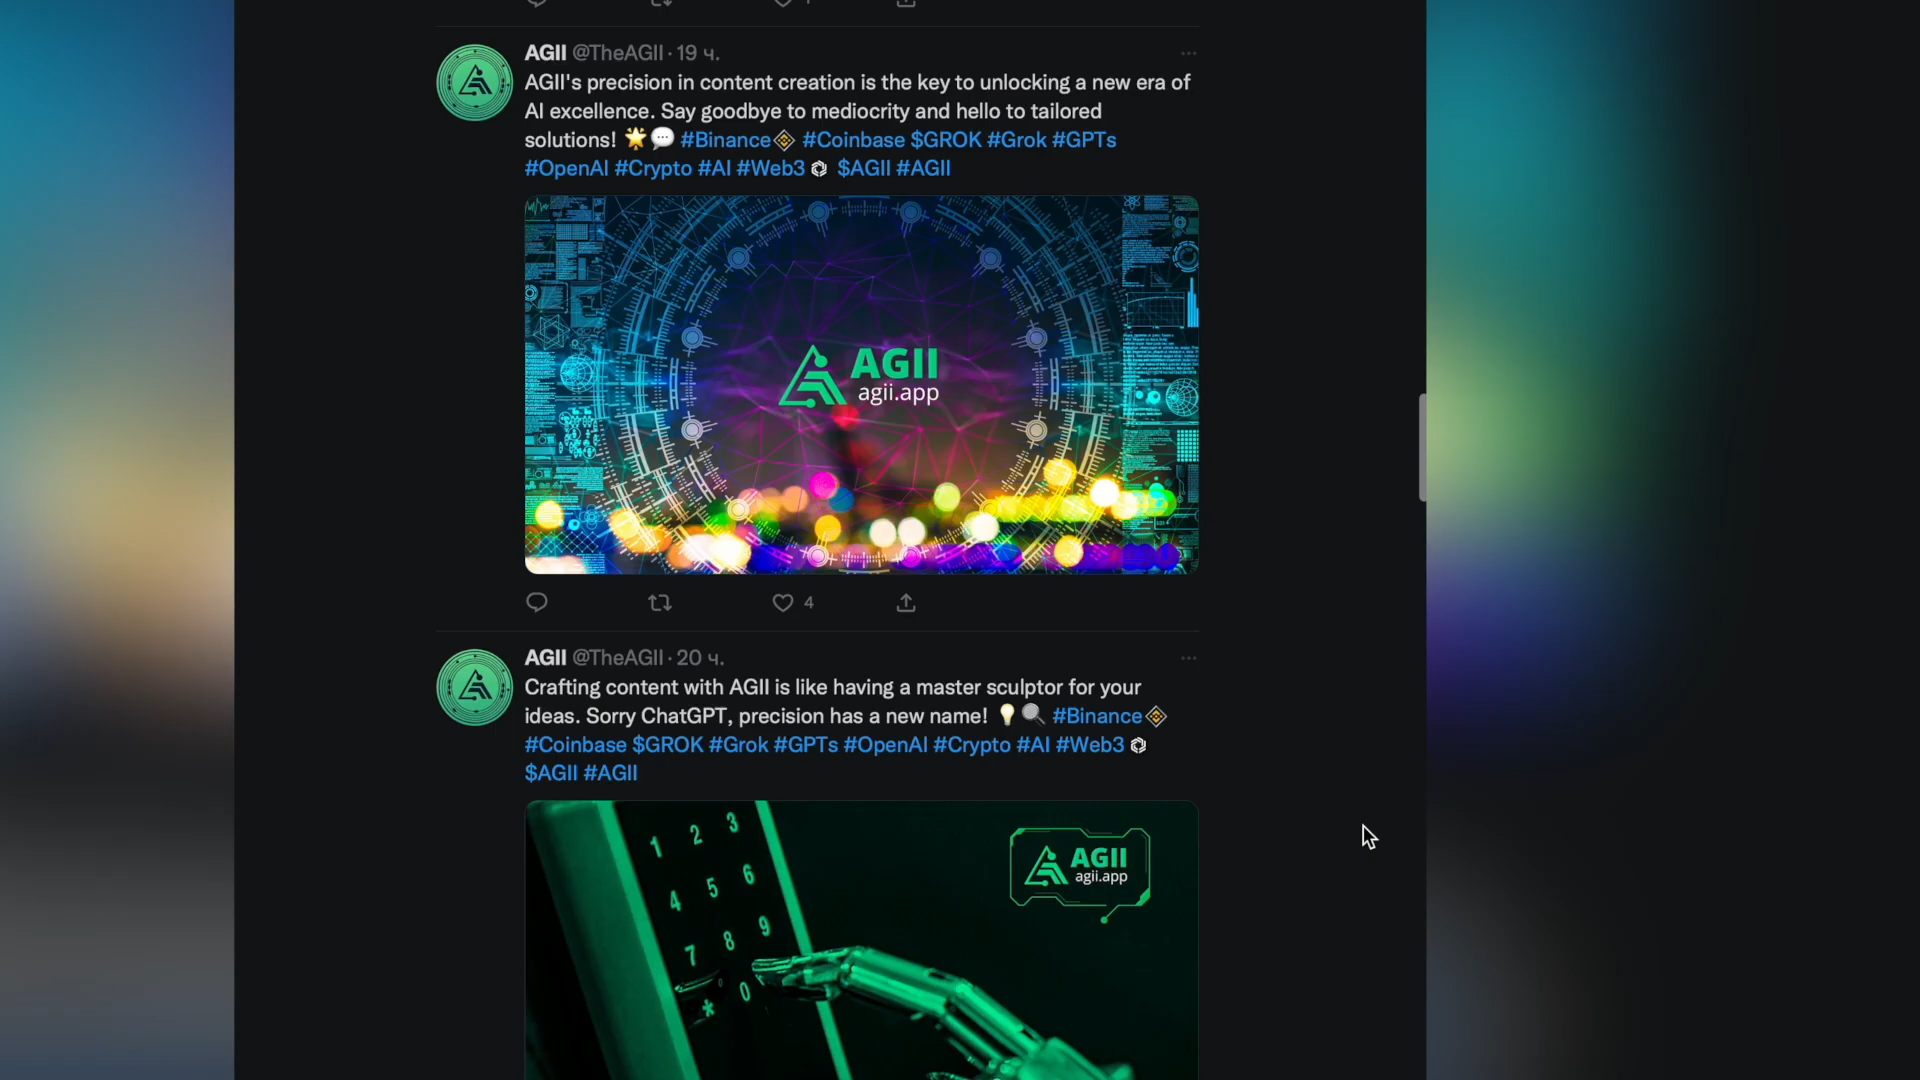 AGII @TheAGII · 19 ч.
AGII's precision in content creation is the key to unlocking a new era of
AI excellence. Say goodbye to mediocrity and hello to tailored
solutions! 🌟💬 #Binance #Coinbase $GROK #Grok #GPTs
#OpenAI #Crypto #AI #Web3 $AGII #AGII
AGII
agii.app
4
AGII @TheAGII · 20 ч.
Crafting content with AGII is like having a master sculptor for your
ideas. Sorry ChatGPT, precision has a new name! 💡🔍 #Binance
#Coinbase $GROK #Grok #GPTs #OpenAI #Crypto #AI #Web3
$AGII #AGII
1 2 3
4 5 6
7 8 9
* 0
AGII
agii.app